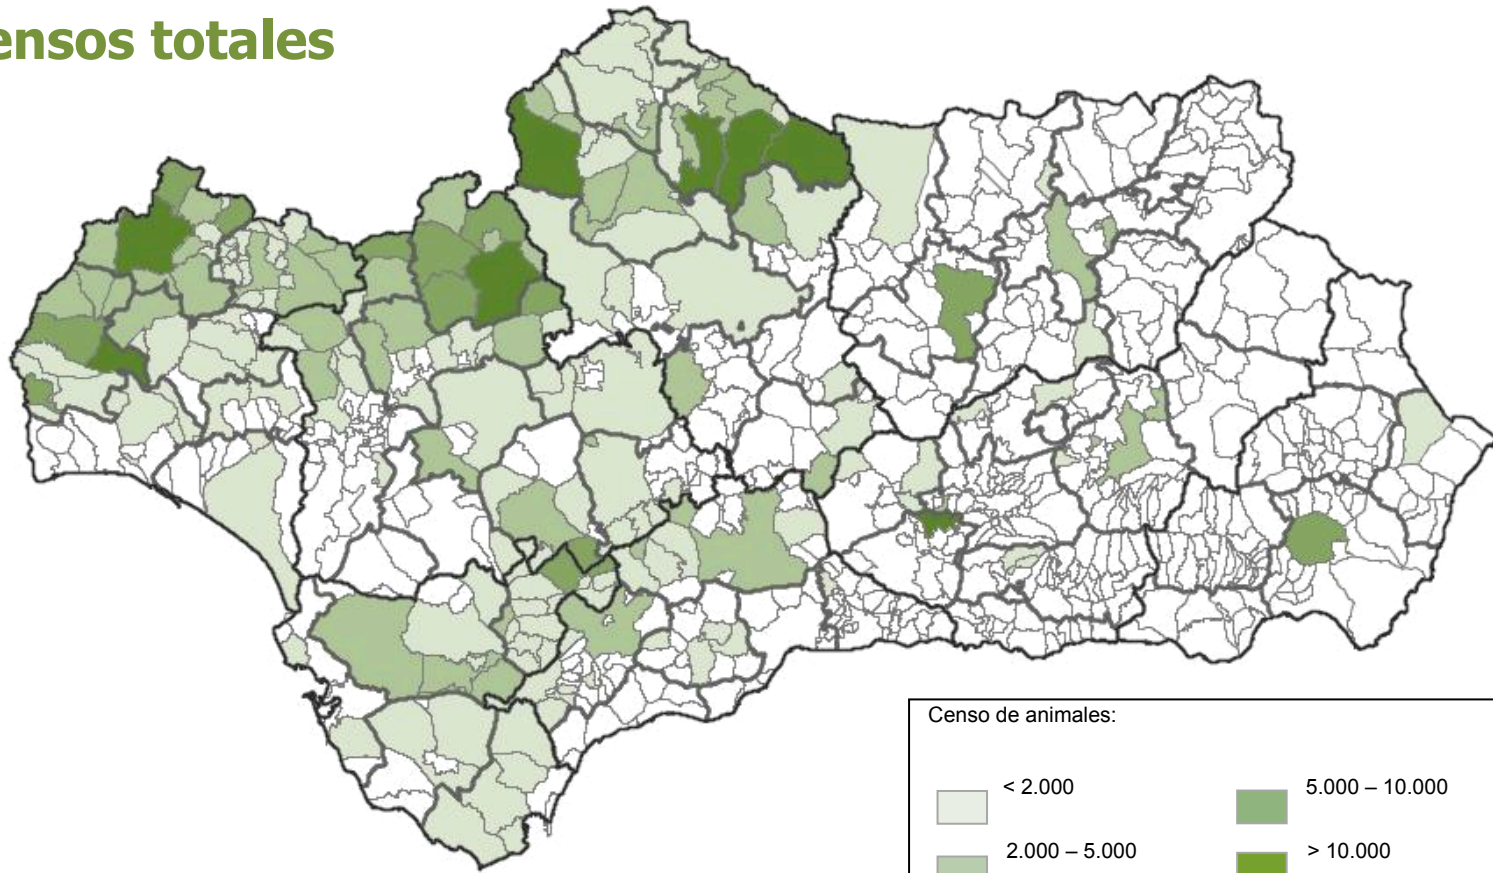 ensos totales
Censo de animales:
< 2.000
5.000 – 10.000
2.000 – 5.000
> 10.000